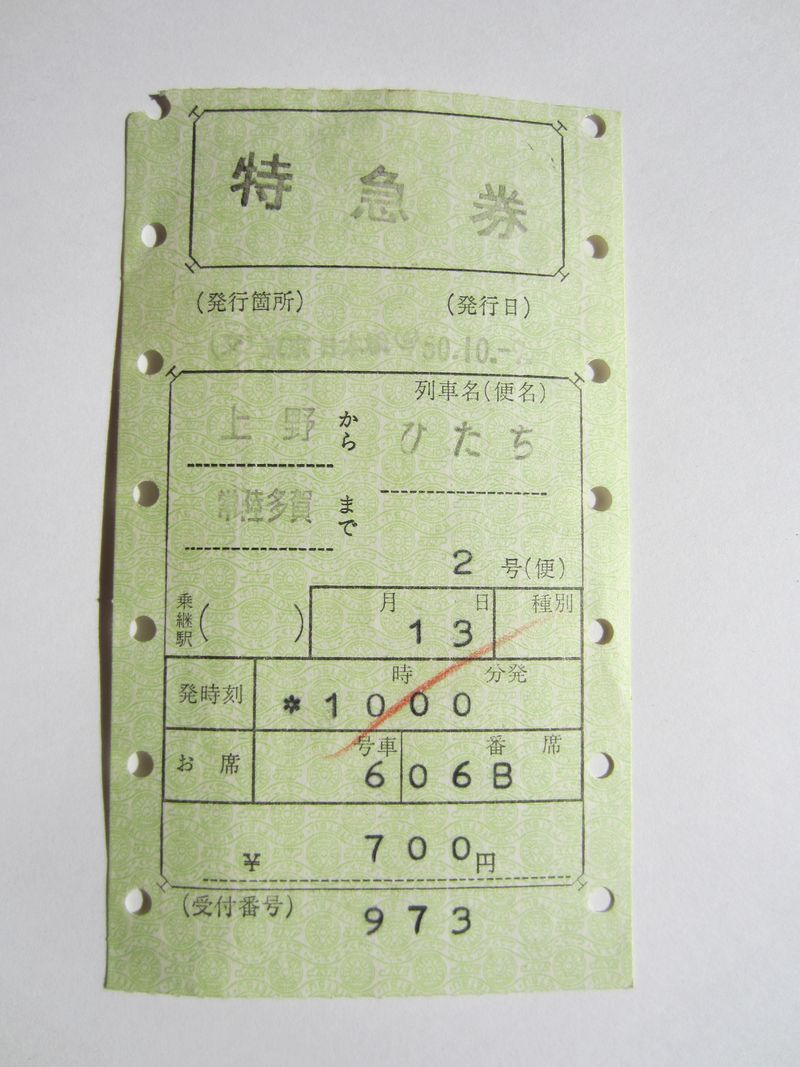 特急券
(発行箇所) (発行日)
50.10.-
列車名(便名)
上野から ひたち
常陸多賀まで
2 号(便)
乗継駅( ) 月 日 種別
13
発時刻 時 分発
*1000
お席 号車 番席
6 06B
¥ 700円
(受付番号) 973